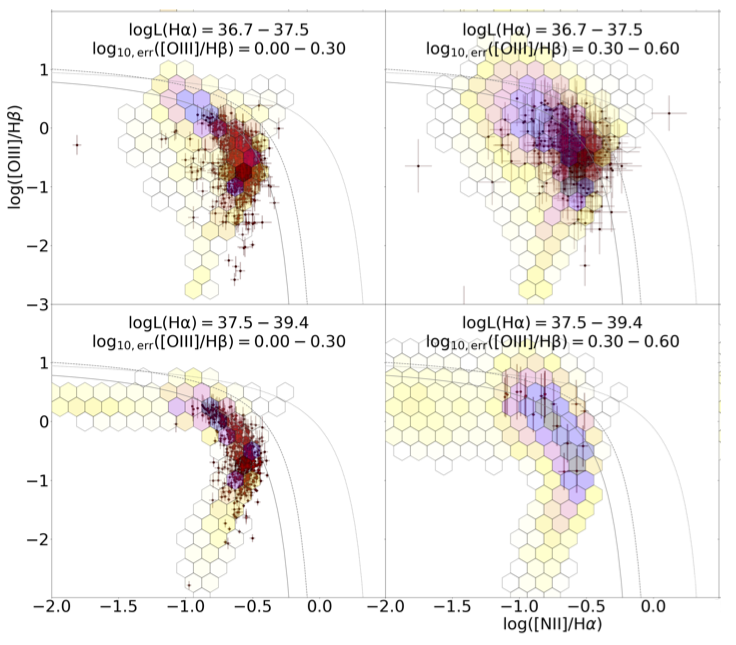 logL(Hα) = 36.7 − 37.5
log10, err([OIII]/Hβ) = 0.00 − 0.30
logL(Hα) = 36.7 − 37.5
log10, err([OIII]/Hβ) = 0.30 − 0.60
1
0
−1
−2
−3
log([OIII]/Hβ)
logL(Hα) = 37.5 − 39.4
log10, err([OIII]/Hβ) = 0.00 − 0.30
logL(Hα) = 37.5 − 39.4
log10, err([OIII]/Hβ) = 0.30 − 0.60
1
0
−1
−2
−2.0 −1.5 −1.0 −0.5 0.0 −2.0 −1.5 −1.0 −0.5 0.0
log([NII]/Hα)